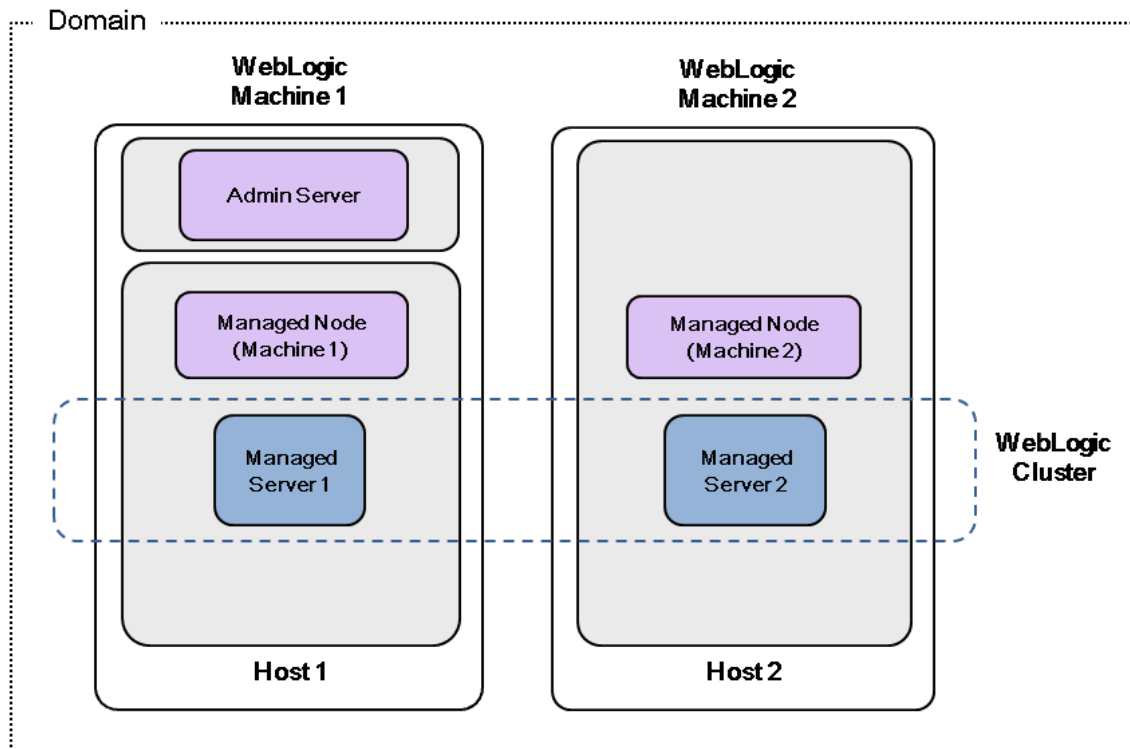 Domain
WebLogic
Machine 1
WebLogic
Machine 2
Admin Server
Managed Node
(Machine 1)
Managed Node
(Machine 2)
Managed
Server 1
Managed
Server 2
WebLogic
Cluster
Host 1
Host 2